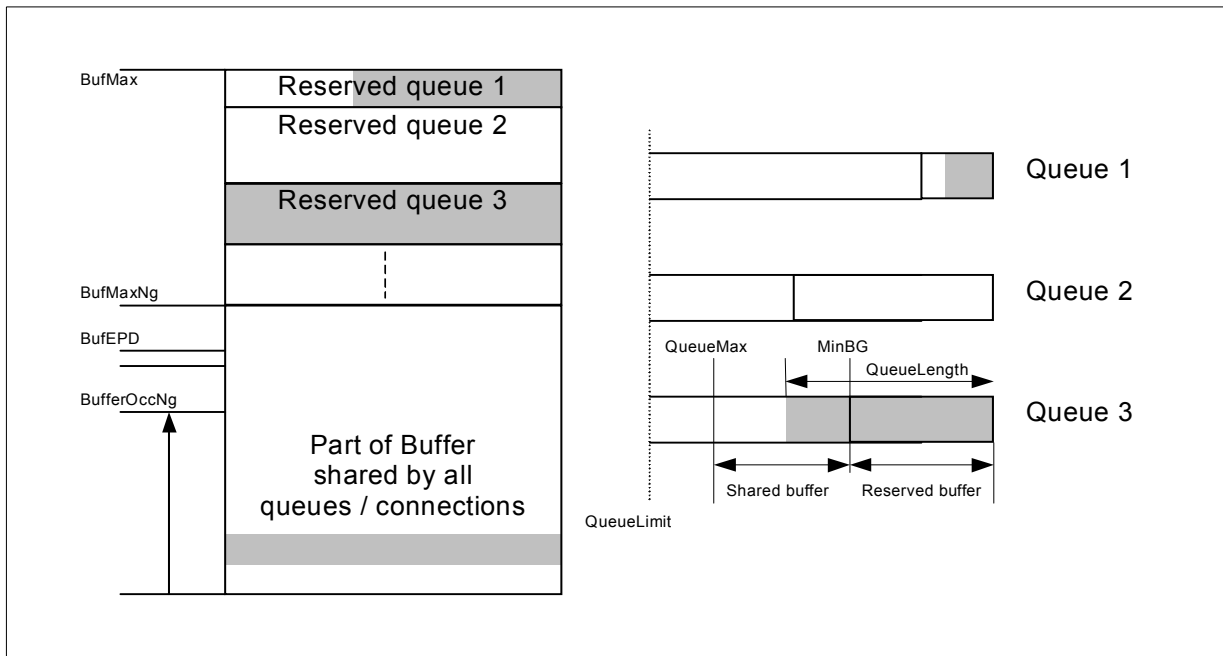 BufMax
Reserved queue 1
Reserved queue 2
Reserved queue 3
BufMaxNg
BufEPD
BufferOccNg
Part of Buffer
shared by all
queues / connections
Queue 1
Queue 2
QueueMax
MinBG
QueueLength
Queue 3
Shared buffer
Reserved buffer
QueueLimit